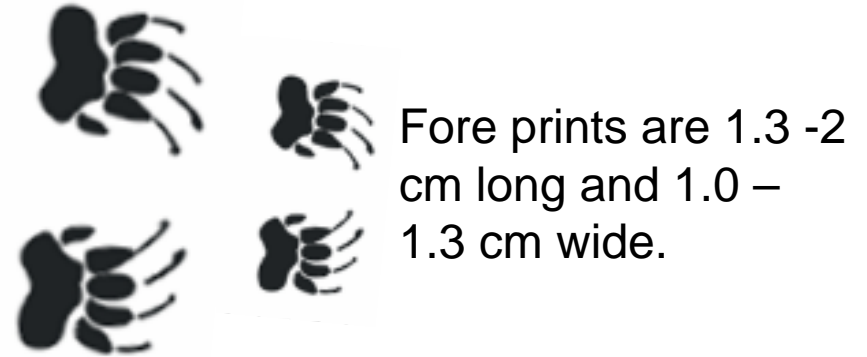 Fore prints are 1.3 -2
cm long and 1.0 –
1.3 cm wide.